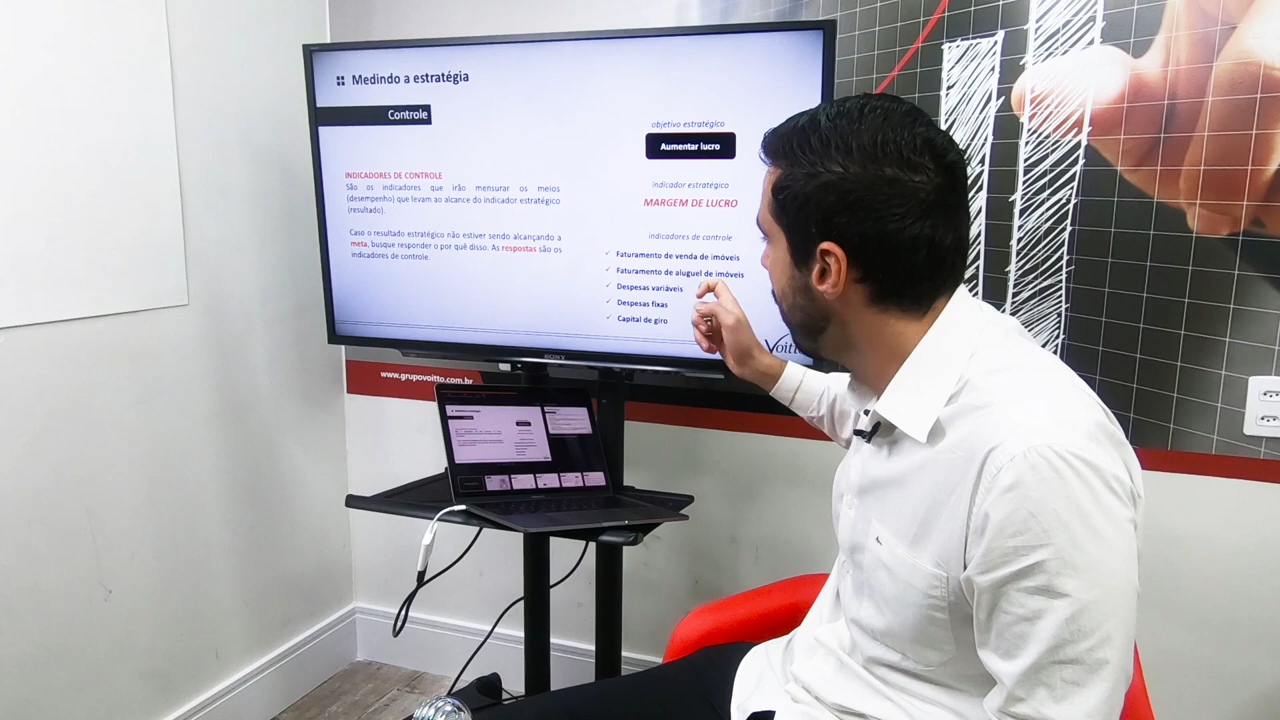 Medindo a estratégia
Controle
INDICADORES DE CONTROLE
São os indicadores que irão mensurar os meios
(desempenho) que levam ao alcance do indicador estratégico
(resultado).
Caso o resultado estratégico não estiver sendo alcançando a
meta, busque responder o por quê disso. As respostas são os
indicadores de controle.
objetivo estratégico
Aumentar lucro
indicador estratégico
MARGEM DE LUCRO
indicadores de controle
✓ Faturamento de venda de imóveis
✓ Faturamento de aluguel de imóveis
✓ Despesas variáveis
✓ Despesas fixas
✓ Capital de giro
Voitto
SONY
www.grupovoitto.com.br
Medindo a estratégia